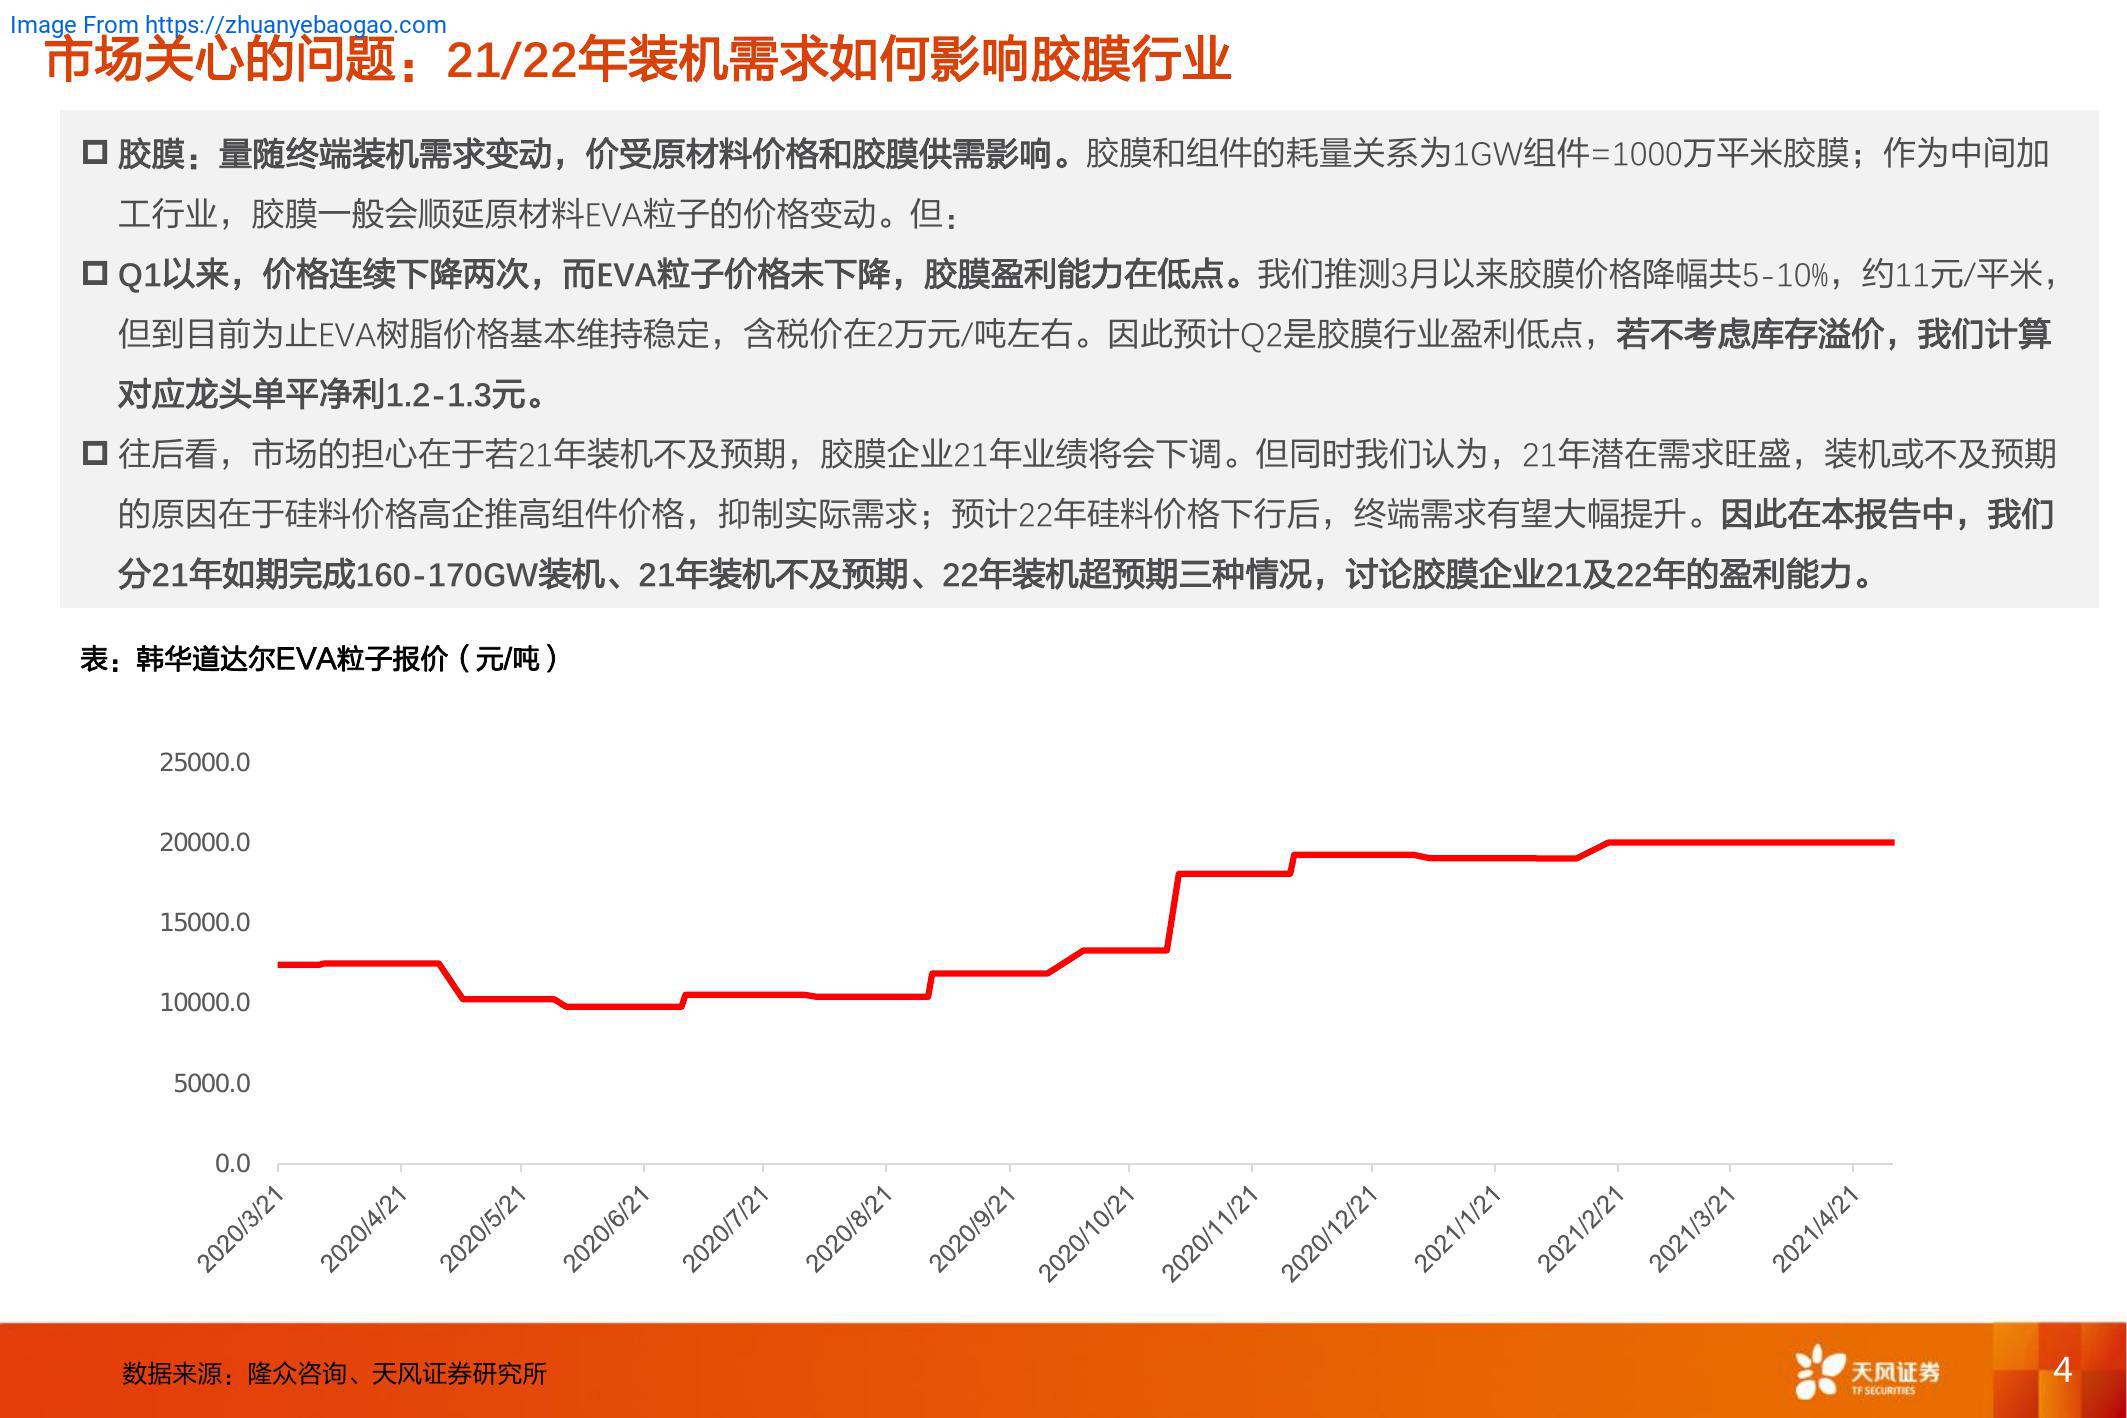 Image From https://zhuanyebaogao.com
市场关心的问题：21/22年装机需求如何影响胶膜行业
胶膜：量随终端装机需求变动，价受原材料价格和胶膜供需影响。胶膜和组件的耗量关系为1GW组件=1000万平米胶膜；作为中间加
工行业，胶膜一般会顺延原材料EVA粒子的价格变动。但：
Q1以来，价格连续下降两次，而EVA粒子价格未下降，胶膜盈利能力在低点。我们推测3月以来胶膜价格降幅共5-10%，约11元/平米，
但到目前为止EVA树脂价格基本维持稳定，含税价在2万元/吨左右。因此预计Q2是胶膜行业盈利低点，若不考虑库存溢价，我们计算
对应龙头单平净利1.2-1.3元。
往后看，市场的担心在于若21年装机不及预期，胶膜企业21年业绩将会下调。但同时我们认为，21年潜在需求旺盛，装机或不及预期
的原因在于硅料价格高企推高组件价格，抑制实际需求；预计22年硅料价格下行后，终端需求有望大幅提升。因此在本报告中，我们
分21年如期完成160-170GW装机、21年装机不及预期、22年装机超预期三种情况，讨论胶膜企业21及22年的盈利能力。
表：韩华道达尔EVA粒子报价（元/吨）
25000.0
20000.0
15000.0
10000.0
5000.0
0.0
2020/3/21
2020/4/21
2020/5/21
2020/6/21
2020/7/21
2020/8/21
2020/9/21
2020/10/21
2020/11/21
2020/12/21
2021/1/21
2021/2/21
2021/3/21
2021/4/21
数据来源：隆众咨询、天风证券研究所
天风证券
TF SECURITIES
4